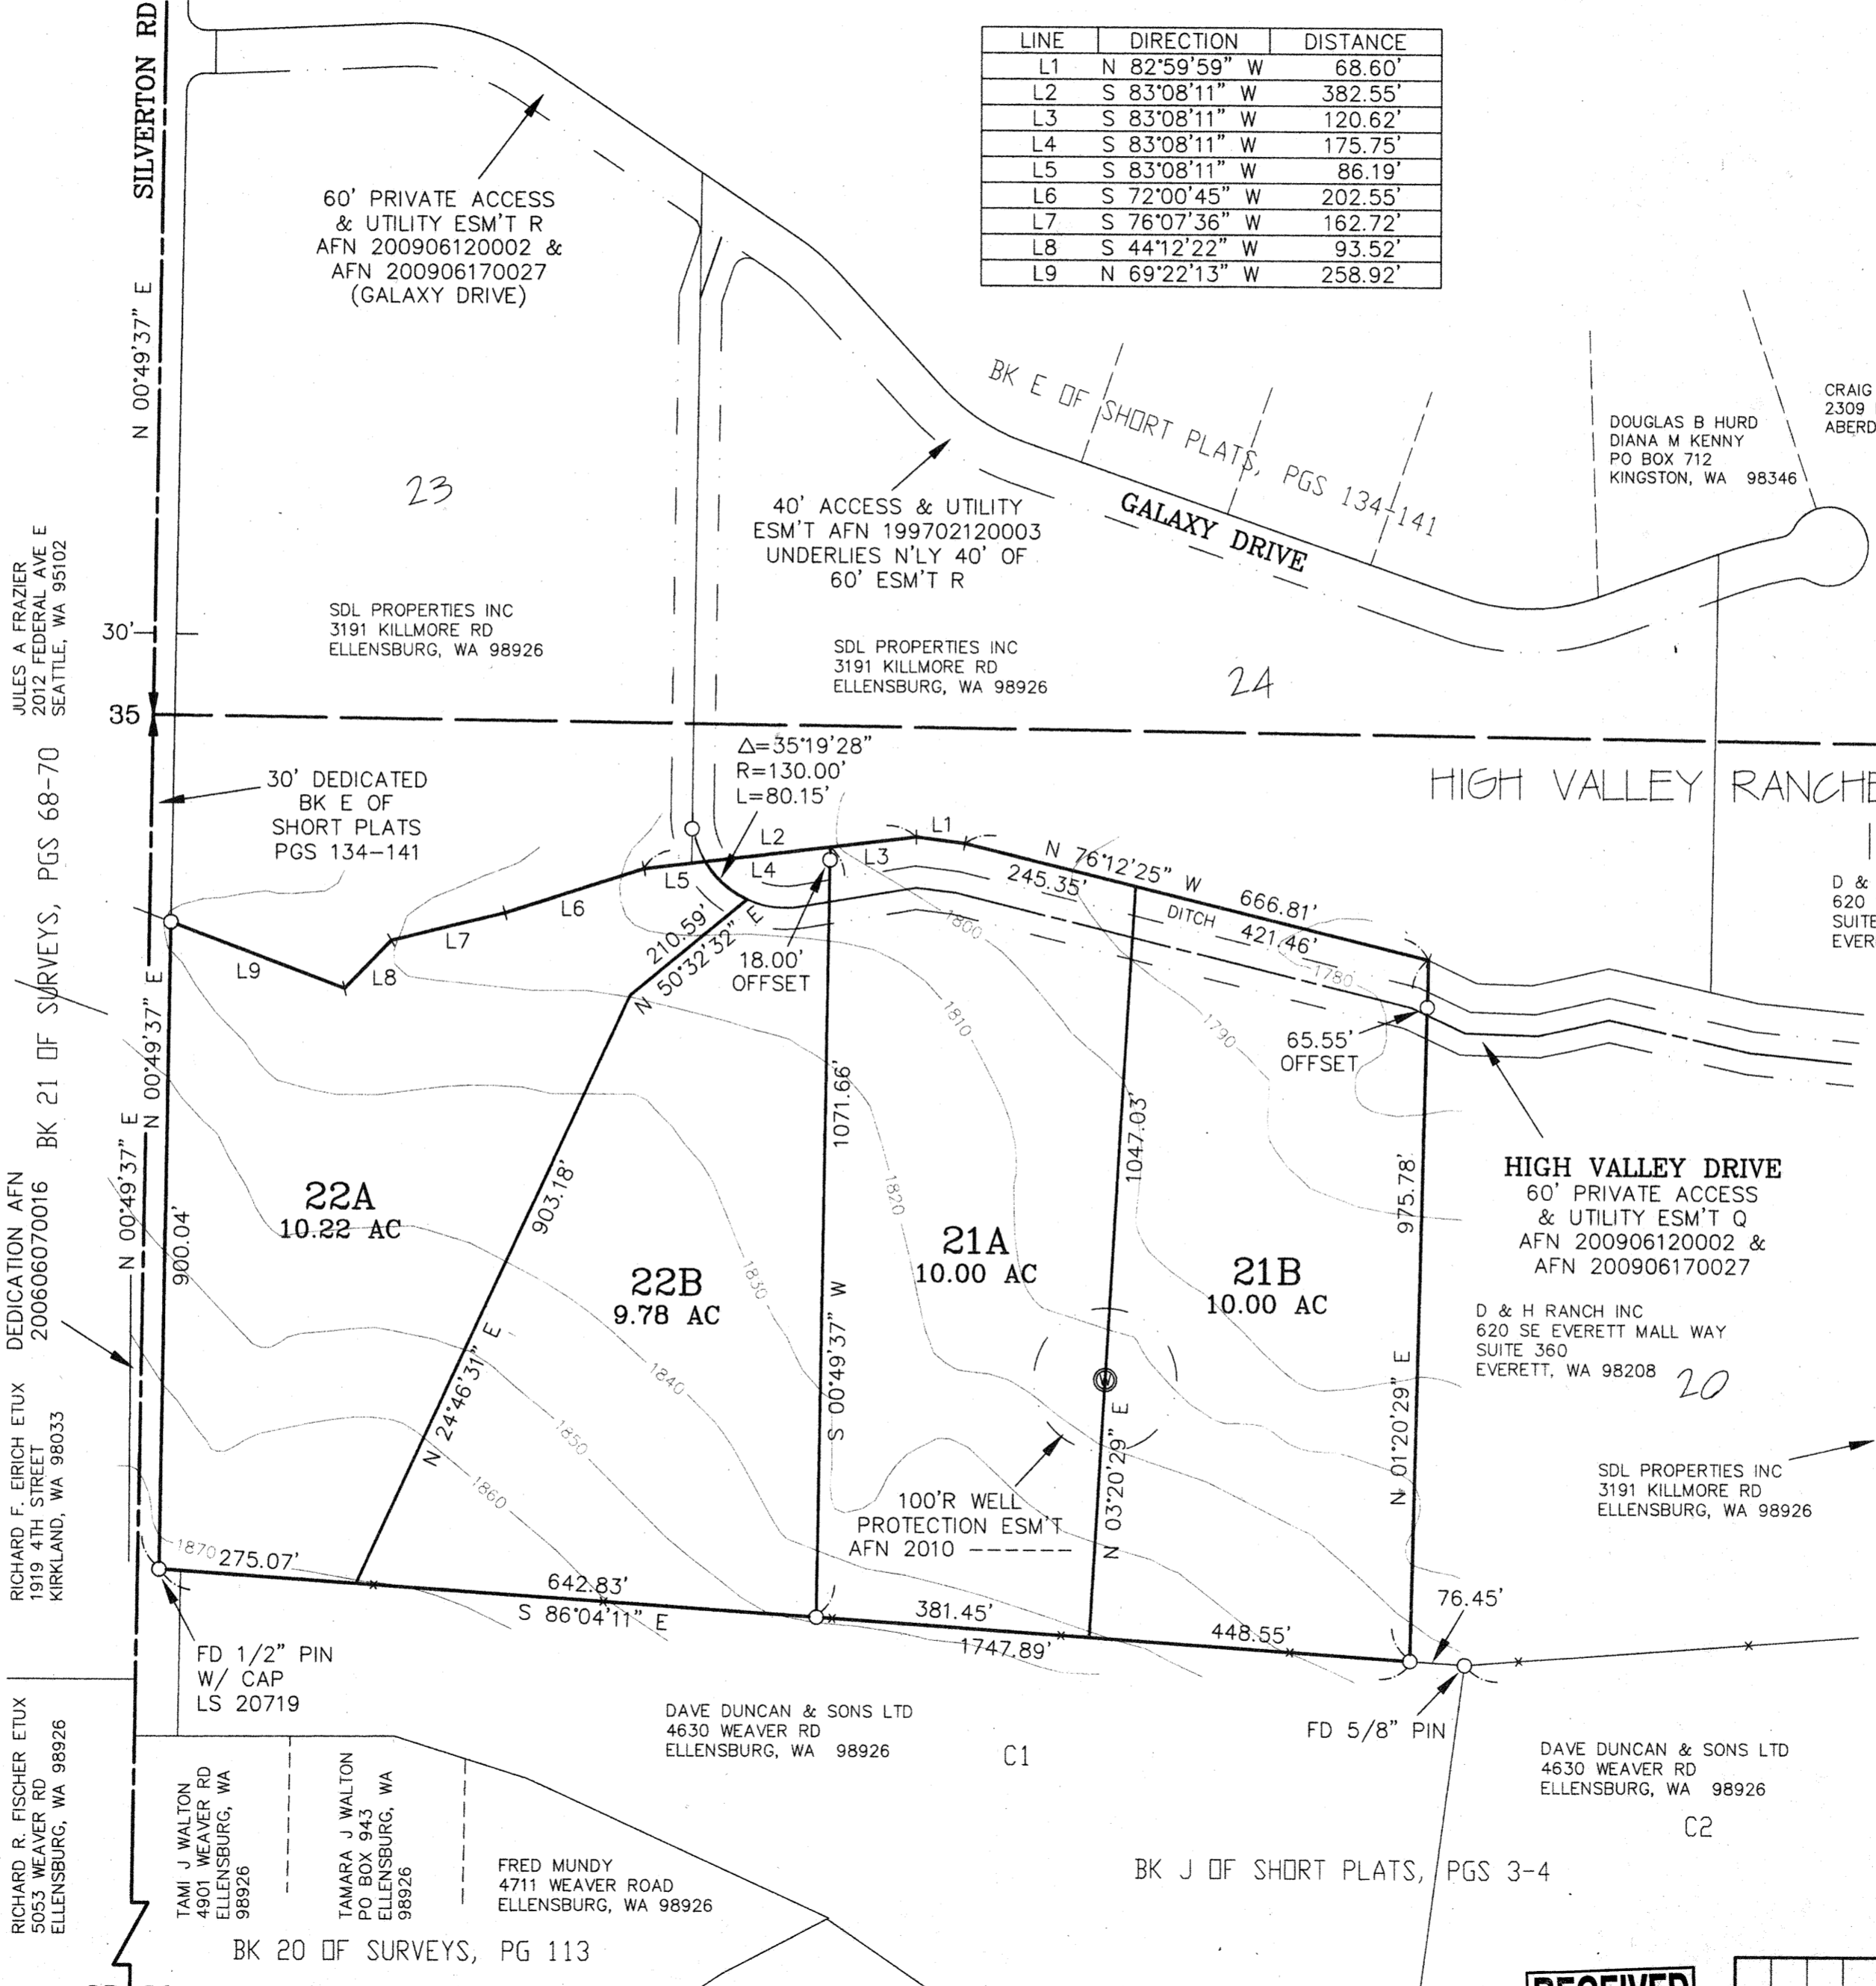 SILVERTON RD
N 00°49'37" E
60' PRIVATE ACCESS
& UTILITY ESM'T R
AFN 200906120002 &
AFN 200906170027
(GALAXY DRIVE)
LINE DIRECTION DISTANCE
L1 N 82°59'59" W 68.60'
L2 S 83°08'11" W 382.55'
L3 S 83°08'11" W 120.62'
L4 S 83°08'11" W 175.75'
L5 S 83°08'11" W 86.19'
L6 S 72°00'45" W 202.55'
L7 S 76°07'36" W 162.72'
L8 S 44°12'22" W 93.52'
L9 N 69°22'13" W 258.92'
BK E OF SHORT PLATS, PGS 134-141
GALAXY DRIVE
DOUGLAS B HURD
DIANA M KENNY
PO BOX 712
KINGSTON, WA 98346
CRAIG
2309
ABERD
23
40' ACCESS & UTILITY
ESM'T AFN 199702120003
UNDERLIES N'LY 40' OF
60' ESM'T R
JULES A FRAZIER
2012 FEDERAL AVE E
SEATTLE, WA 95102
30'
35
SDL PROPERTIES INC
3191 KILLMORE RD
ELLENSBURG, WA 98926
SDL PROPERTIES INC
3191 KILLMORE RD
ELLENSBURG, WA 98926
24
HIGH VALLEY RANCHE
BK 21 OF SURVEYS, PGS 68-70
30' DEDICATED
BK E OF
SHORT PLATS
PGS 134-141
Δ=35°19'28"
R=130.00'
L=80.15'
L1
L2
L3
L4
L5
L6
L7
L8
L9
N 76°12'25" W
245.35'
666.81'
DITCH
421.46'
D &
620
SUITE
EVER
210.59'
N 50°32'32" E
18.00'
OFFSET
65.55'
OFFSET
1800
1780
1810
1790
N 00°49'37" E
N 00°49'37" E
900.04'
903.18'
N 24°46'31" E
1071.66'
S 00°49'37" W
1047.03'
N 03°20'29" E
975.78'
N 01°20'29" E
HIGH VALLEY DRIVE
60' PRIVATE ACCESS
& UTILITY ESM'T Q
AFN 200906120002 &
AFN 200906170027
DEDICATION AFN
200606070016
22A
10.22 AC
22B
9.78 AC
21A
10.00 AC
21B
10.00 AC
1820
1830
1840
1850
1860
1870
W
D & H RANCH INC
620 SE EVERETT MALL WAY
SUITE 360
EVERETT, WA 98208
20
RICHARD F. EIRICH ETUX
1919 4TH STREET
KIRKLAND, WA 98033
100'R WELL
PROTECTION ESM'T
AFN 2010 ------
SDL PROPERTIES INC
3191 KILLMORE RD
ELLENSBURG, WA 98926
275.07'
642.83'
S 86°04'11" E
381.45'
1747.89'
448.55'
76.45'
FD 1/2" PIN
W/ CAP
LS 20719
FD 5/8" PIN
DAVE DUNCAN & SONS LTD
4630 WEAVER RD
ELLENSBURG, WA 98926
C1
DAVE DUNCAN & SONS LTD
4630 WEAVER RD
ELLENSBURG, WA 98926
C2
RICHARD R. FISCHER ETUX
5053 WEAVER RD
ELLENSBURG, WA 98926
TAMI J WALTON
4901 WEAVER RD
ELLENSBURG, WA
98926
TAMARA J WALTON
PO BOX 943
ELLENSBURG, WA
98926
FRED MUNDY
4711 WEAVER ROAD
ELLENSBURG, WA 98926
BK J OF SHORT PLATS, PGS 3-4
BK 20 OF SURVEYS, PG 113
RECEIVED